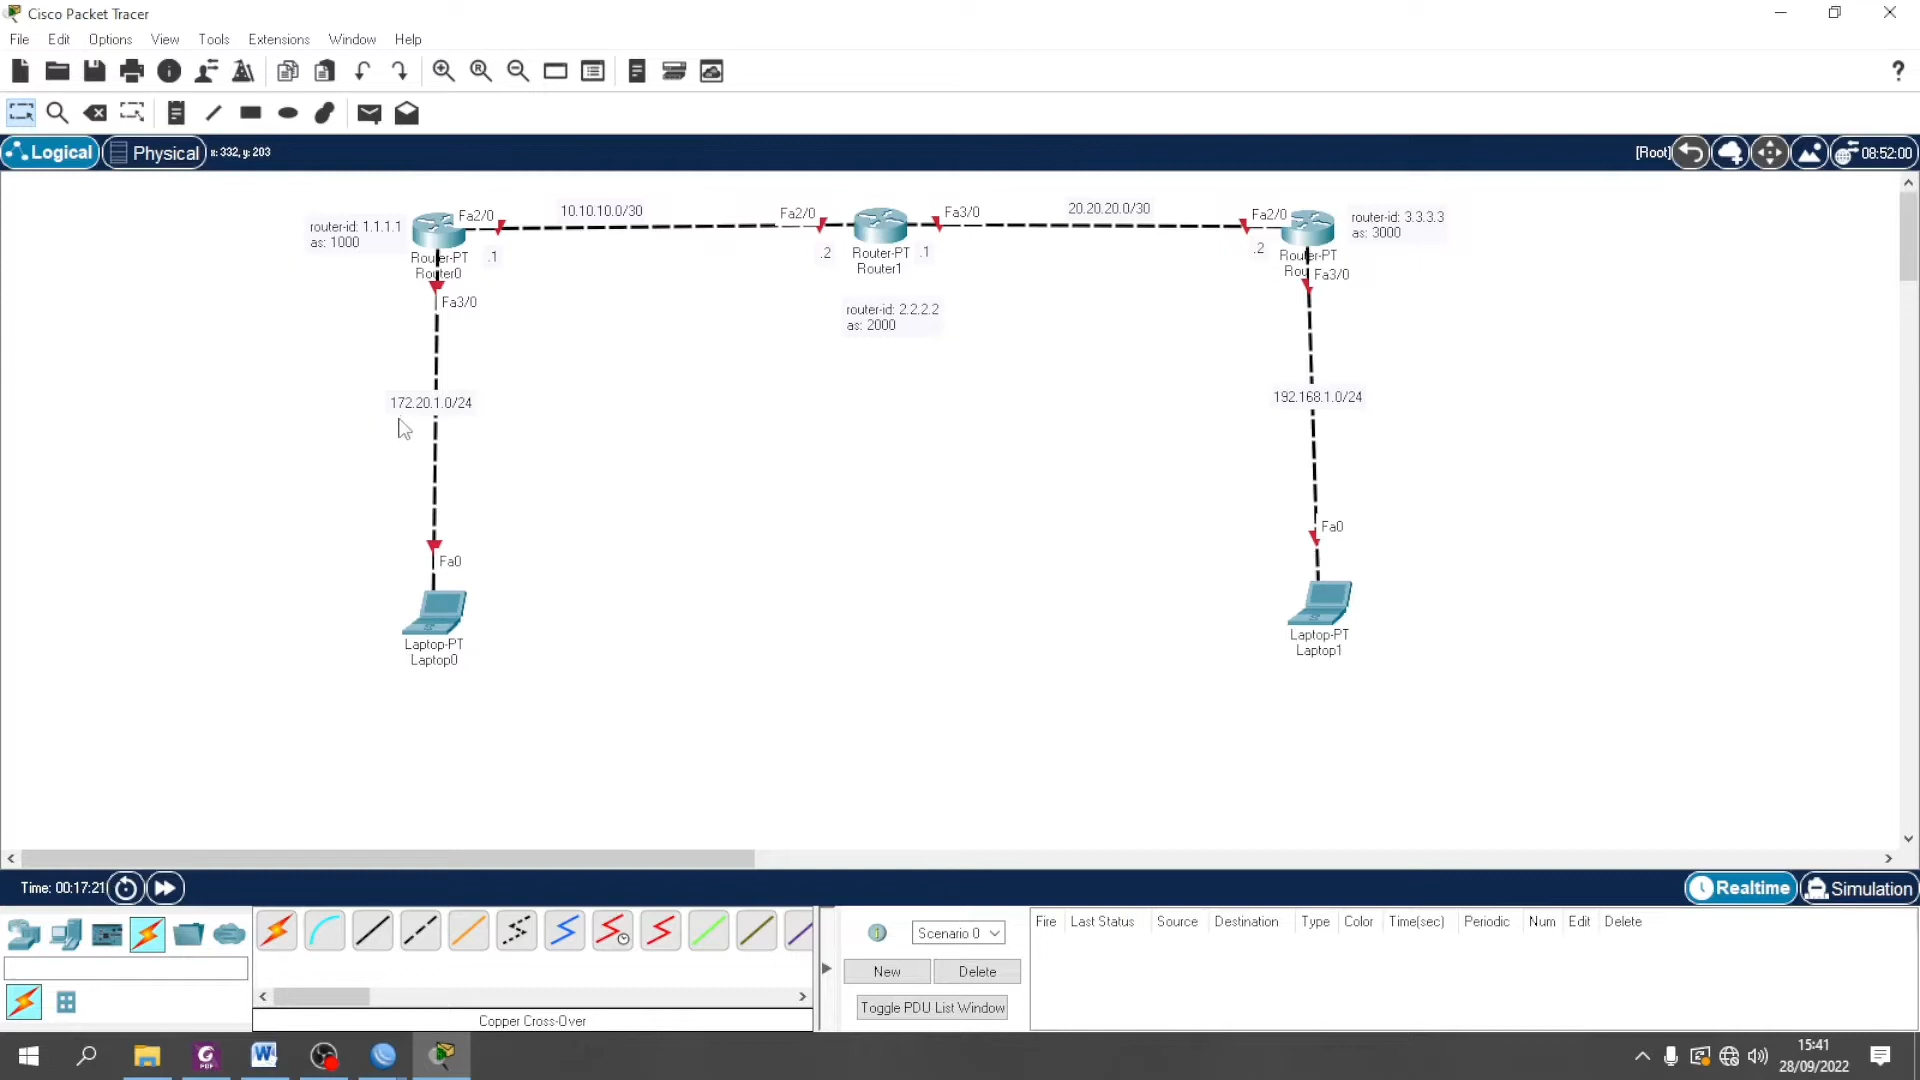 Cisco Packet Tracer
File Edit Options View Tools Extensions Window Help
?
Logical Physical x: 332, y: 203 [Root] 08:52:00
router-id: 1.1.1.1
as: 1000
Fa2/0
10.10.10.0/30
Fa2/0
Fa3/0
20.20.20.0/30
Fa2/0
router-id: 3.3.3.3
as: 3000
Router-PT
Router0
.1
.2
Router-PT
Router1
.1
.2
Router-PT
Rou
Fa3/0
Fa3/0
router-id: 2.2.2.2
as: 2000
172.20.1.0/24
192.168.1.0/24
Fa0
Fa0
Laptop-PT
Laptop0
Laptop-PT
Laptop1
Time: 00:17:21 Realtime Simulation
Scenario 0
New Delete
Toggle PDU List Window
Fire Last Status Source Destination Type Color Time(sec) Periodic Num Edit Delete
Copper Cross-Over
15:41
28/09/2022